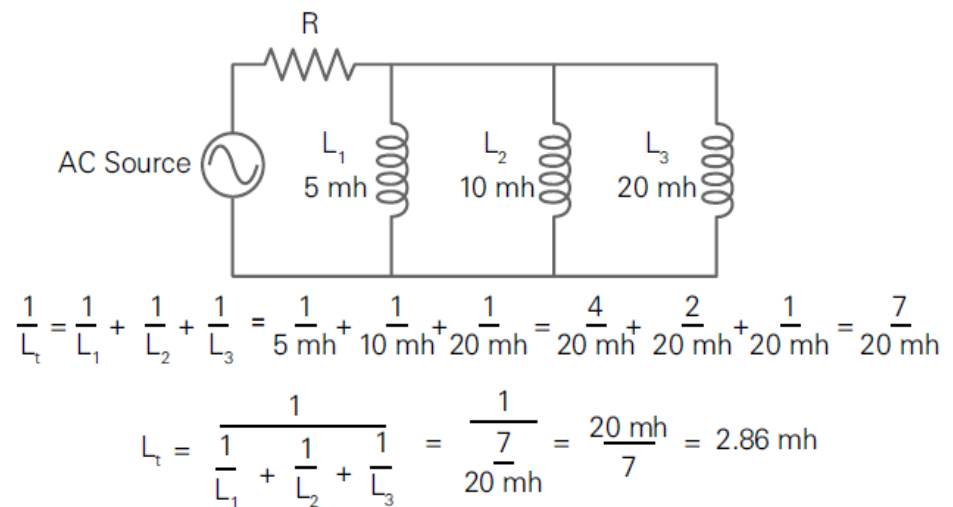 R
AC Source
L₁
5 mh
L₂
10 mh
L₃
20 mh
1/Lₜ = 1/L₁ + 1/L₂ + 1/L₃ = 1/5 mh + 1/10 mh + 1/20 mh = 4/20 mh + 2/20 mh + 1/20 mh = 7/20 mh
Lₜ = 1/(1/L₁ + 1/L₂ + 1/L₃) = 1/(7/20 mh) = 20 mh/7 = 2.86 mh